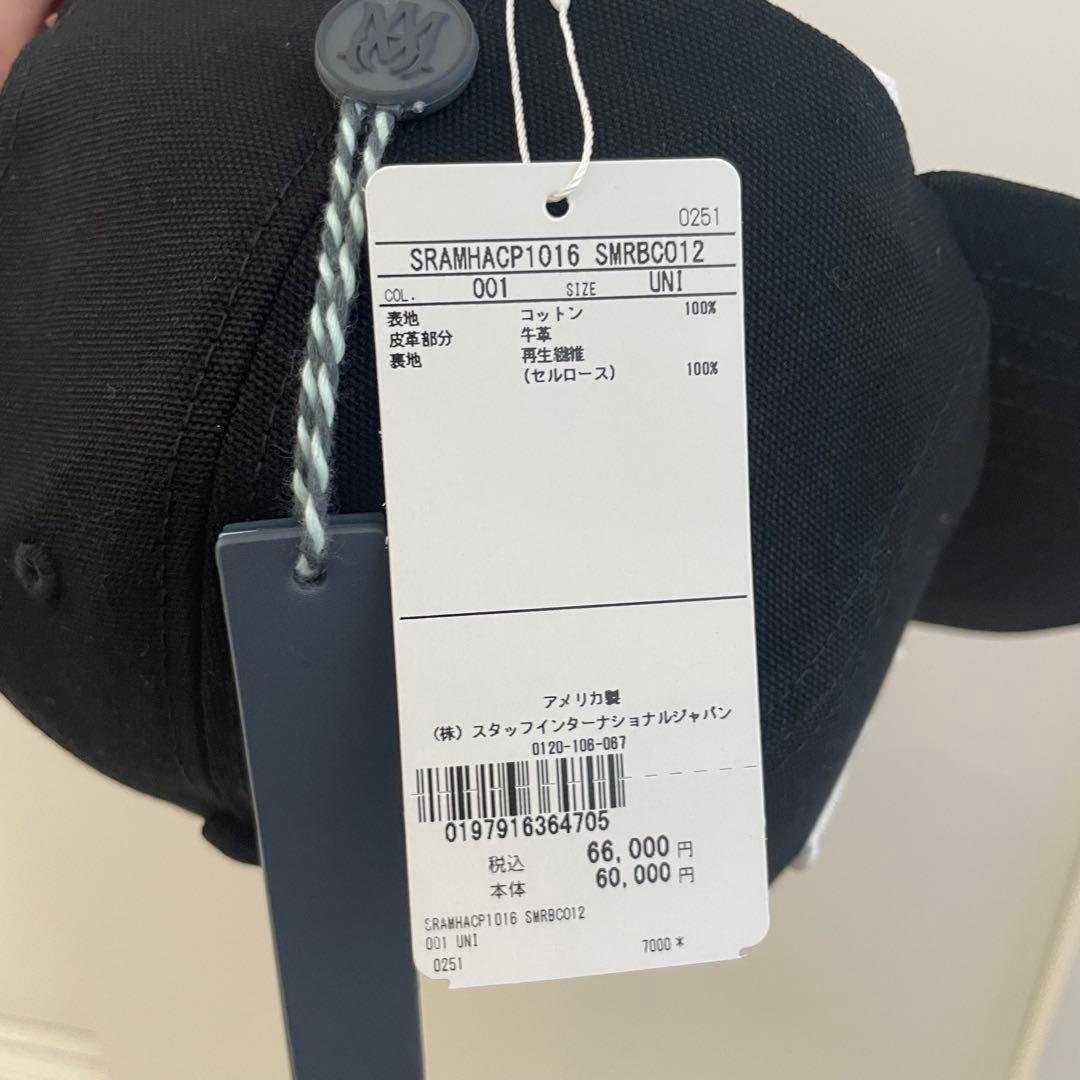 0251
SRAMHACP1016 SMRBC012
COL. 001 SIZE UNI
表地 コットン 100%
皮革部分 牛革
裏地 再生繊維
(セルロース) 100%
アメリカ製
(株) スタッフインターナショナルジャパン
0120-106-067
0197916364705
税込 66,000 円
本体 60,000 円
SRAMHACP1016 SMRBC012
001 UNI
0251 7000 *